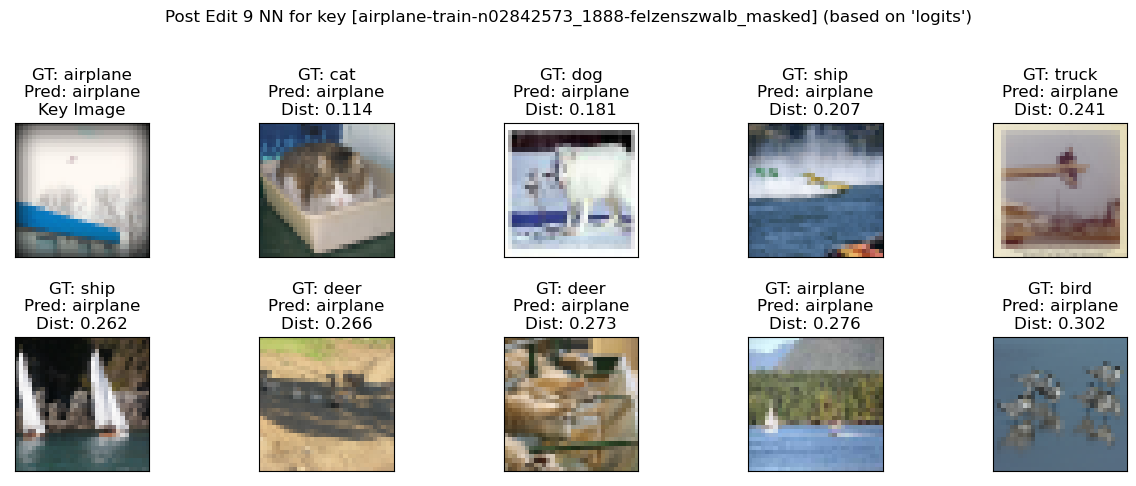 Post Edit 9 NN for key [airplane-train-n02842573_1888-felzenszwalb_masked] (based on 'logits')
GT: airplane
Pred: airplane
Key Image
GT: cat
Pred: airplane
Dist: 0.114
GT: dog
Pred: airplane
Dist: 0.181
GT: ship
Pred: airplane
Dist: 0.207
GT: truck
Pred: airplane
Dist: 0.241
GT: ship
Pred: airplane
Dist: 0.262
GT: deer
Pred: airplane
Dist: 0.266
GT: deer
Pred: airplane
Dist: 0.273
GT: airplane
Pred: airplane
Dist: 0.276
GT: bird
Pred: airplane
Dist: 0.302